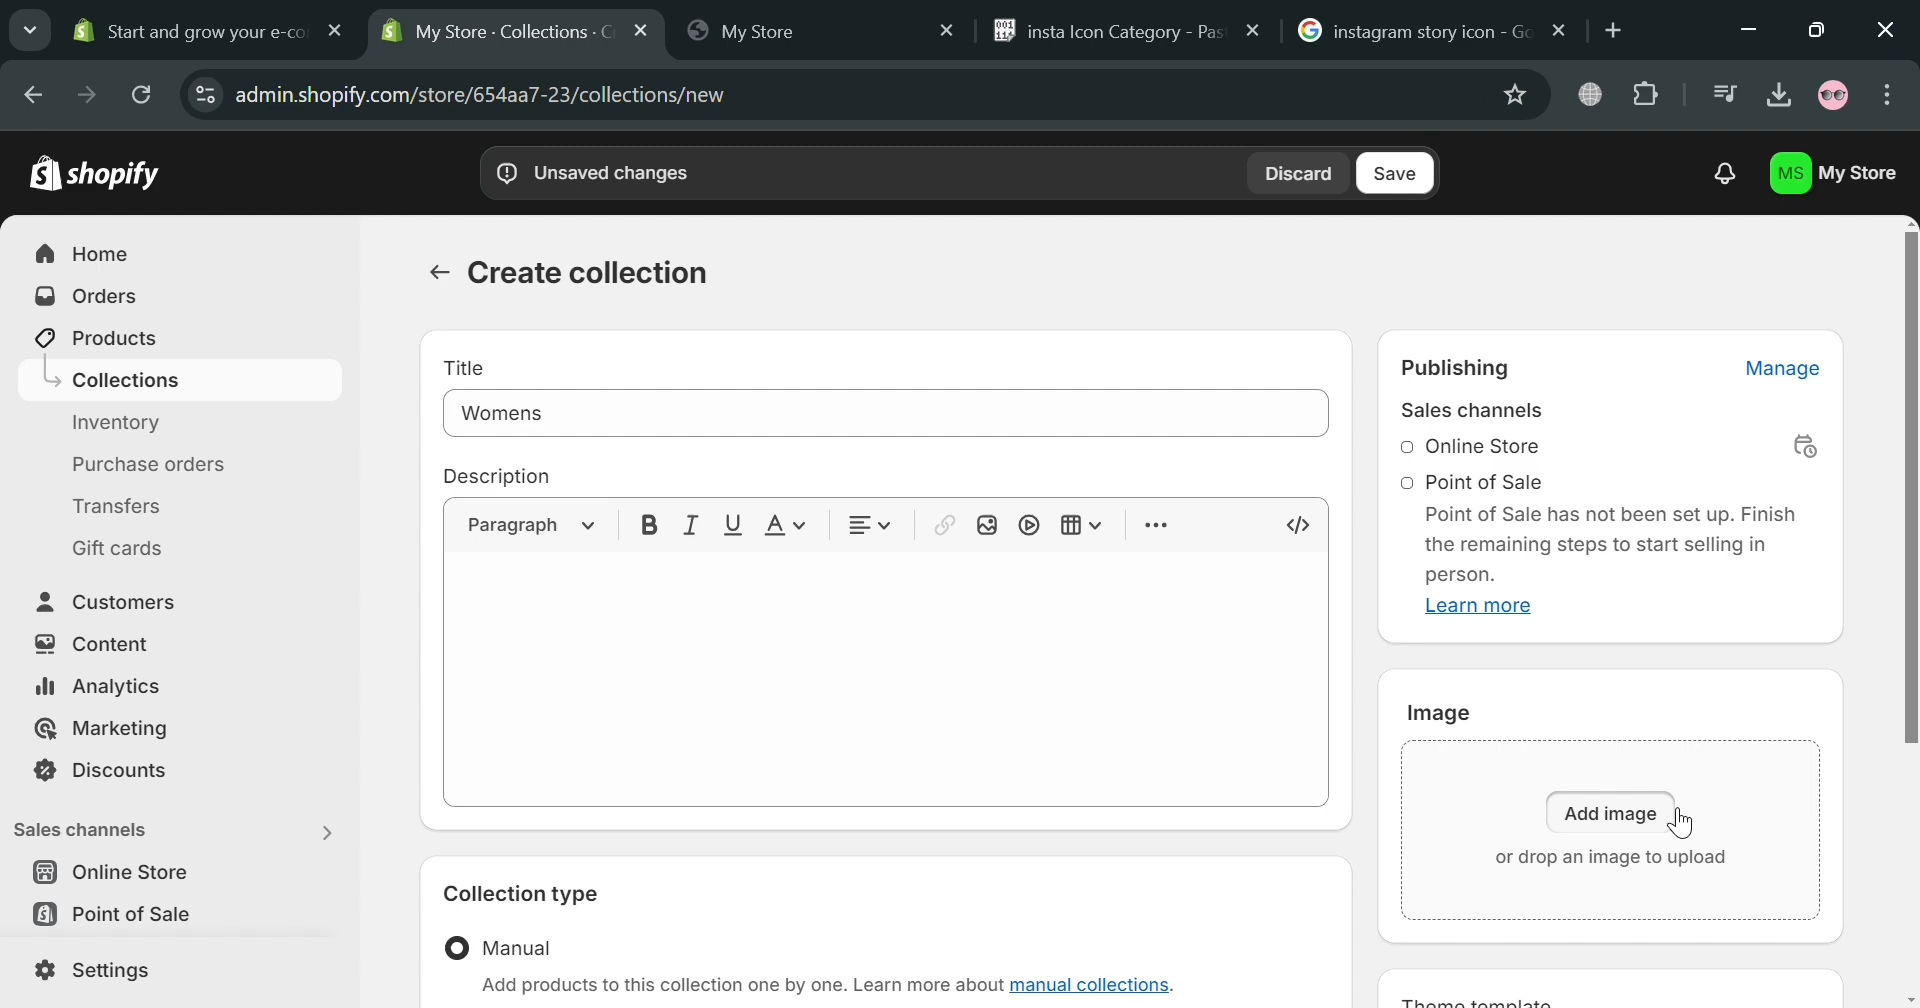 Start and grow your e-co
My Store · Collections · C
My Store
insta Icon Category - Pas
instagram story icon - Go
admin.shopify.com/store/654aa7-23/collections/new
shopify
Unsaved changes
Discard
Save
MS
My Store
Home
Orders
Products
Collections
Inventory
Purchase orders
Transfers
Gift cards
Customers
Content
Analytics
Marketing
Discounts
Sales channels
Online Store
Point of Sale
Settings
Create collection
Title
Womens
Description
Paragraph
B I U A
Collection type
Manual
Add products to this collection one by one. Learn more about manual collections.
Publishing
Manage
Sales channels
Online Store
Point of Sale
Point of Sale has not been set up. Finish
the remaining steps to start selling in
person.
Learn more
Image
Add image
or drop an image to upload
Theme template